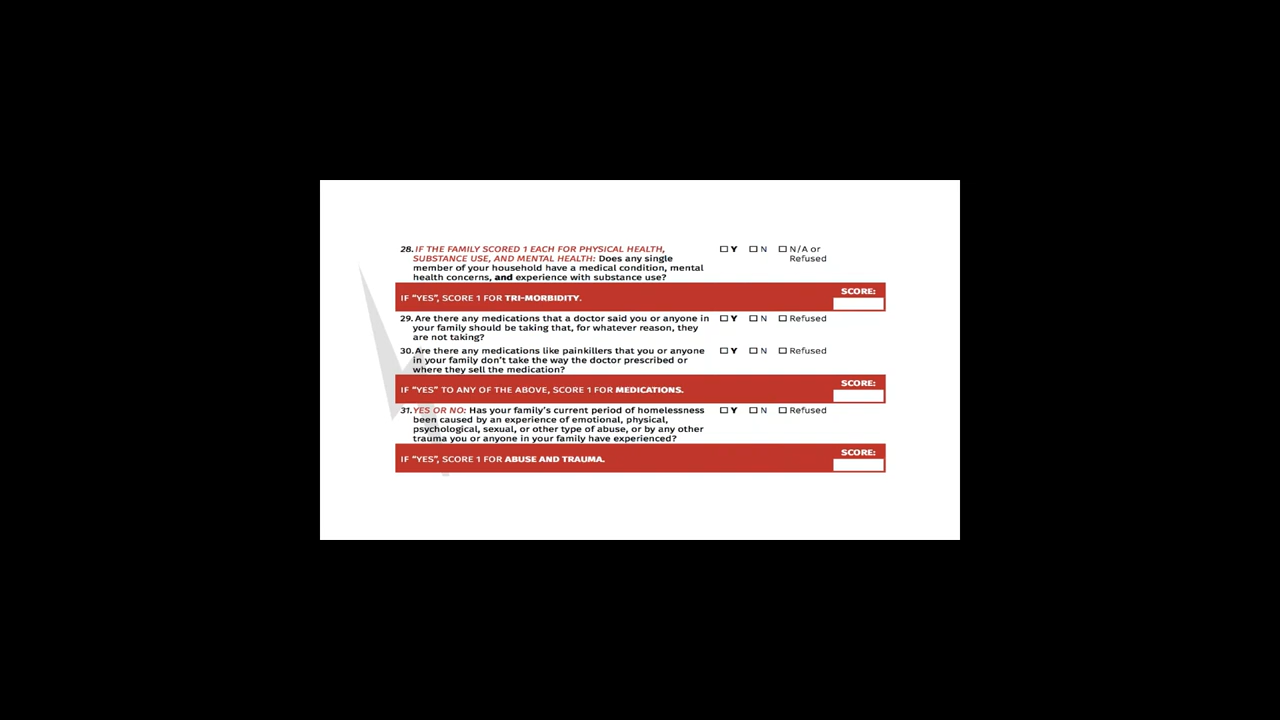 28. IF THE FAMILY SCORED 1 EACH FOR PHYSICAL HEALTH, ☐ Y ☐ N ☐ N/A or
SUBSTANCE USE, AND MENTAL HEALTH: Does any single Refused
member of your household have a medical condition, mental
health concerns, and experience with substance use?
SCORE:
IF "YES", SCORE 1 FOR TRI-MORBIDITY.
29. Are there any medications that a doctor said you or anyone in ☐ Y ☐ N ☐ Refused
your family should be taking that, for whatever reason, they
are not taking?
30. Are there any medications like painkillers that you or anyone ☐ Y ☐ N ☐ Refused
in your family don't take the way the doctor prescribed or
where they sell the medication?
SCORE:
IF "YES" TO ANY OF THE ABOVE, SCORE 1 FOR MEDICATIONS.
31. YES OR NO: Has your family's current period of homelessness ☐ Y ☐ N ☐ Refused
been caused by an experience of emotional, physical,
psychological, sexual, or other type of abuse, or by any other
trauma you or anyone in your family have experienced?
SCORE:
IF "YES", SCORE 1 FOR ABUSE AND TRAUMA.